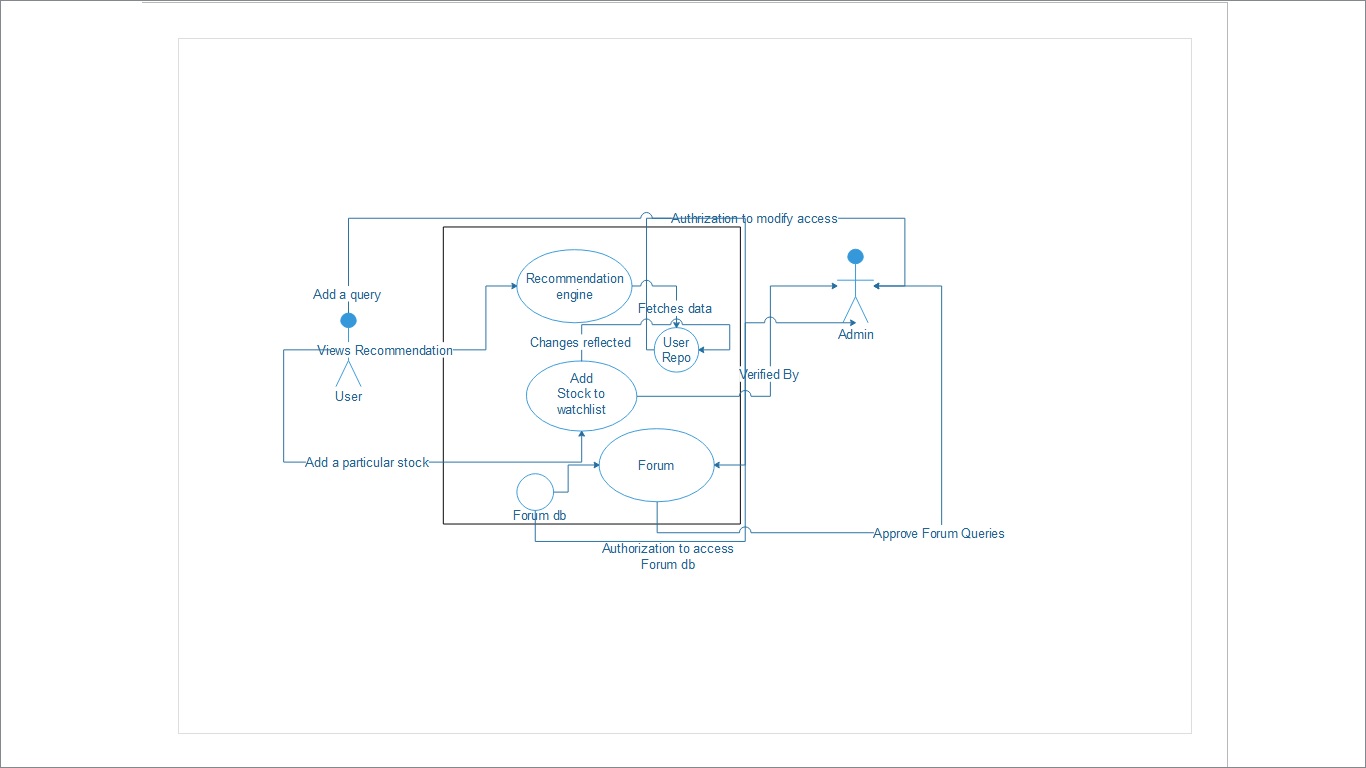 Authrization to modify access
Recommendation
engine
Add a query
Fetches data
Admin
Changes reflected
User
Repo
Views Recommendation
Verified By
Add
Stock to
watchlist
User
Add a particular stock
Forum
Forum db
Approve Forum Queries
Authorization to access
Forum db